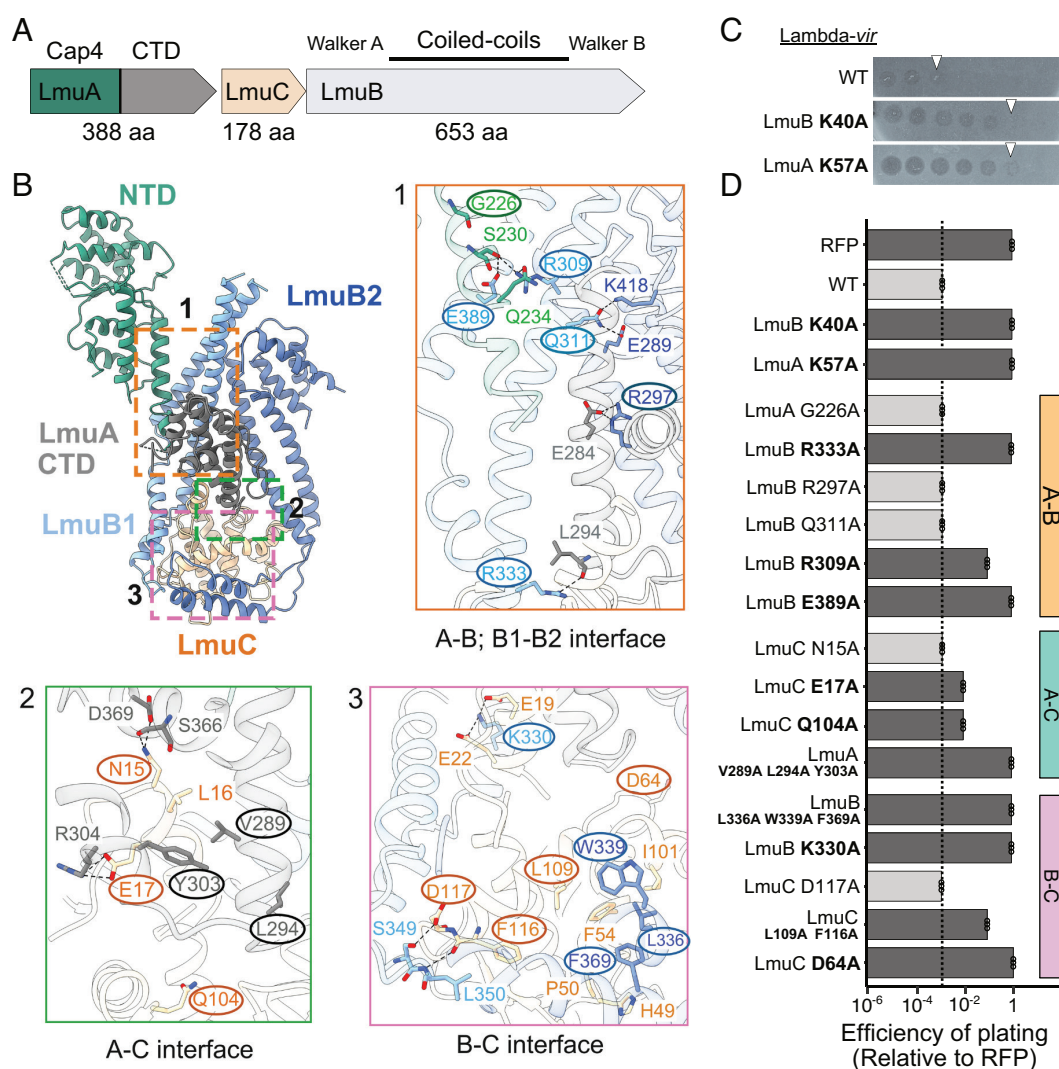 A
Cap4 CTD
Walker A Coiled-coils Walker B
LmuA LmuC LmuB
388 aa 178 aa 653 aa
B
NTD
1
LmuB2
LmuA
CTD
2
LmuB1
3
LmuC
1
G226
S230
R309
K418
E389
Q234
Q311
E289
R297
E284
L294
R333
A-B; B1-B2 interface
2
D369
S366
N15
L16
R304
V289
E17
Y303
L294
Q104
A-C interface
3
E19
K330
E22
D64
W339
I101
L109
D117
S349
F116
F54
L336
F369
L350
P50
H49
B-C interface
C
Lambda-vir
WT
LmuB K40A
LmuA K57A
D
RFP
WT
LmuB K40A
LmuA K57A
LmuA G226A
LmuB R333A
LmuB R297A
LmuB Q311A
LmuB R309A
LmuB E389A
A-B
LmuC N15A
LmuC E17A
LmuC Q104A
LmuA
V289A L294A Y303A
A-C
LmuB
L336A W339A F369A
LmuB K330A
LmuC D117A
LmuC
L109A F116A
LmuC D64A
B-C
10-6 10-4 10-2 1
Efficiency of plating
(Relative to RFP)